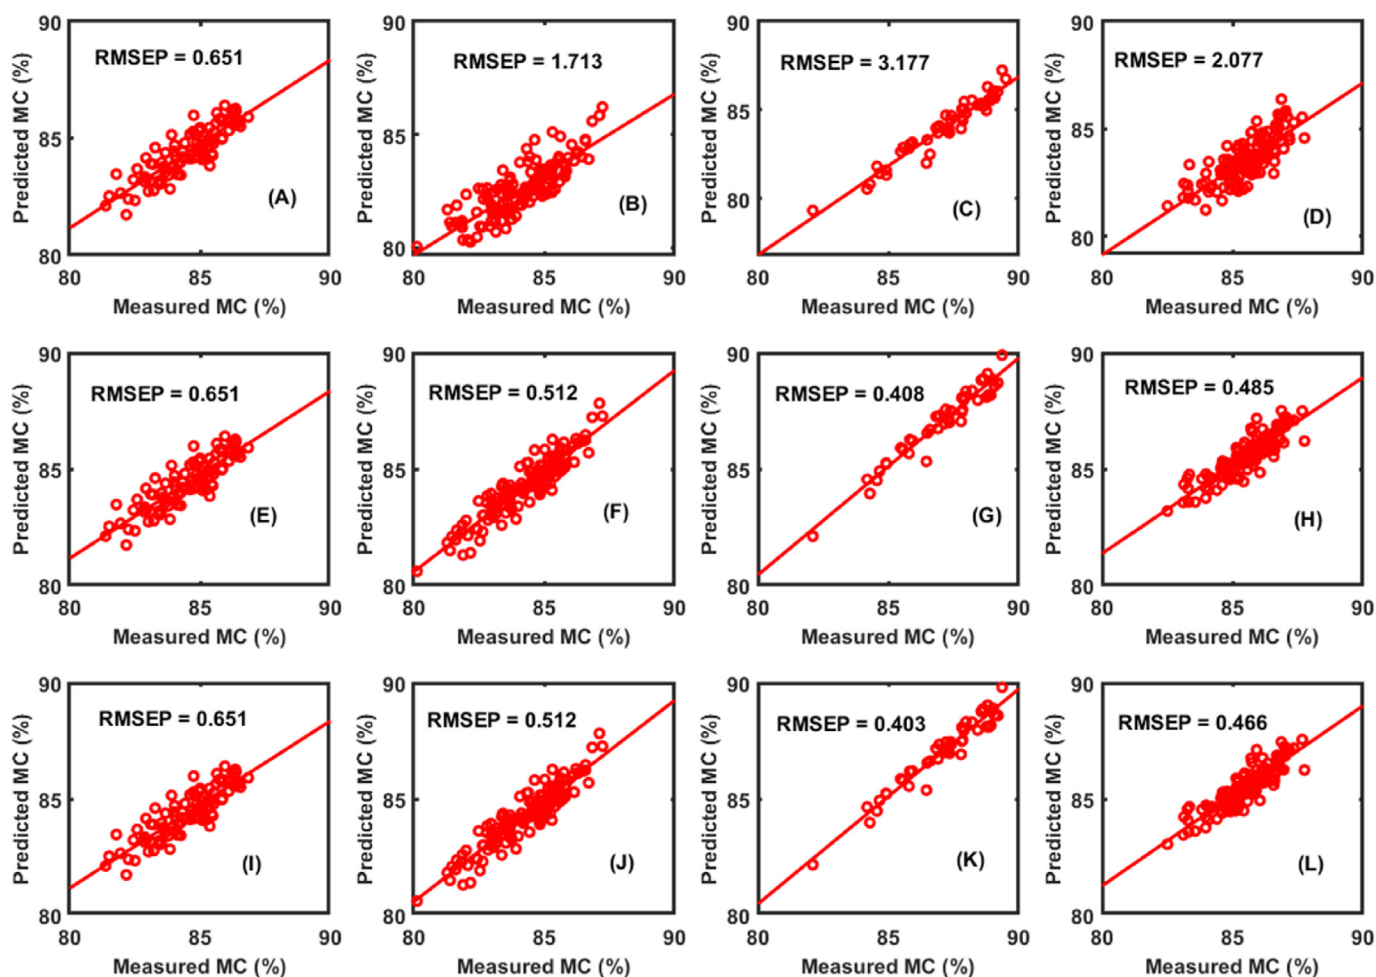 90
RMSEP = 0.651
85
(A)
80
80 85 90
Predicted MC (%)
Measured MC (%)
90
RMSEP = 1.713
85
(B)
80
80 85 90
Predicted MC (%)
Measured MC (%)
90
RMSEP = 3.177
85
80
(C)
80 85 90
Predicted MC (%)
Measured MC (%)
90
RMSEP = 2.077
85
(D)
80
80 85 90
Predicted MC (%)
Measured MC (%)
90
RMSEP = 0.651
85
(E)
80
80 85 90
Predicted MC (%)
Measured MC (%)
90
RMSEP = 0.512
85
(F)
80
80 85 90
Predicted MC (%)
Measured MC (%)
90
RMSEP = 0.408
85
(G)
80
80 85 90
Predicted MC (%)
Measured MC (%)
90
RMSEP = 0.485
85
(H)
80
80 85 90
Predicted MC (%)
Measured MC (%)
90
RMSEP = 0.651
85
(I)
80
80 85 90
Predicted MC (%)
Measured MC (%)
90
RMSEP = 0.512
85
(J)
80
80 85 90
Predicted MC (%)
Measured MC (%)
90
RMSEP = 0.403
85
(K)
80
80 85 90
Predicted MC (%)
Measured MC (%)
90
RMSEP = 0.466
85
(L)
80
80 85 90
Predicted MC (%)
Measured MC (%)